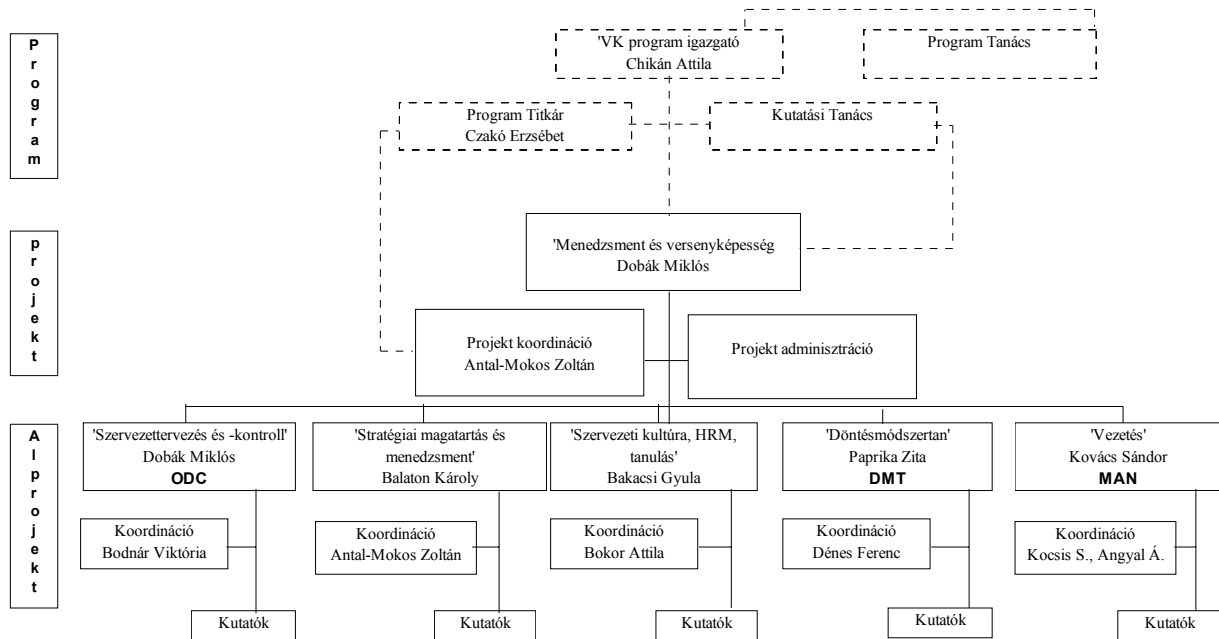 Program
'VK program igazgató
Chikán Attila
Program Tanács
Program Titkár
Czakó Erzsébet
Kutatási Tanács
projekt
'Menedzsment és versenyképesség
Dobák Miklós
Projekt koordináció
Antal-Mokos Zoltán
Projekt adminisztráció
Alprojekt
'Szervezettervezés és -kontroll'
Dobák Miklós
ODC
'Stratégiai magatartás és
menedzsment'
Balaton Károly
'Szervezeti kultúra, HRM,
tanulás'
Bakacsi Gyula
'Döntésmódszertan'
Paprika Zita
DMT
'Vezetés'
Kovács Sándor
MAN
Koordináció
Bodnár Viktória
Koordináció
Antal-Mokos Zoltán
Koordináció
Bokor Attila
Koordináció
Dénes Ferenc
Koordináció
Kocsis S., Angyal Á.
Kutatók
Kutatók
Kutatók
Kutatók
Kutatók